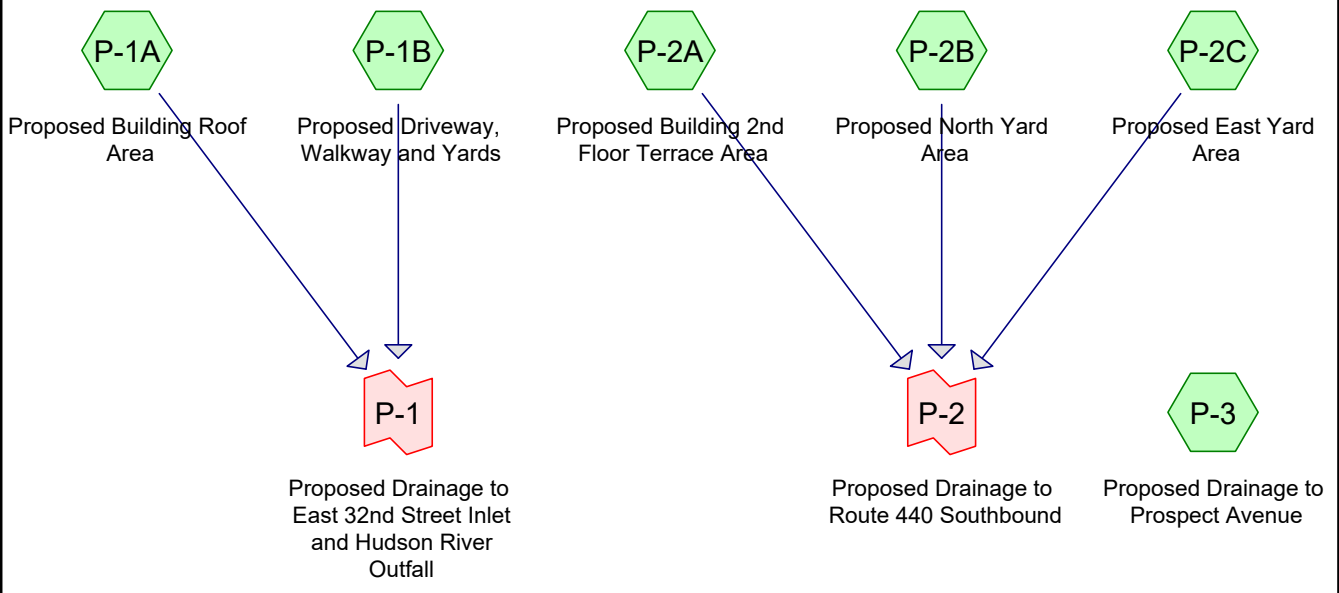 P-1A
Proposed Building Roof
Area
P-1B
Proposed Driveway,
Walkway and Yards
P-2A
Proposed Building 2nd
Floor Terrace Area
P-2B
Proposed North Yard
Area
P-2C
Proposed East Yard
Area
P-1
Proposed Drainage to
East 32nd Street Inlet
and Hudson River
Outfall
P-2
Proposed Drainage to
Route 440 Southbound
P-3
Proposed Drainage to
Prospect Avenue